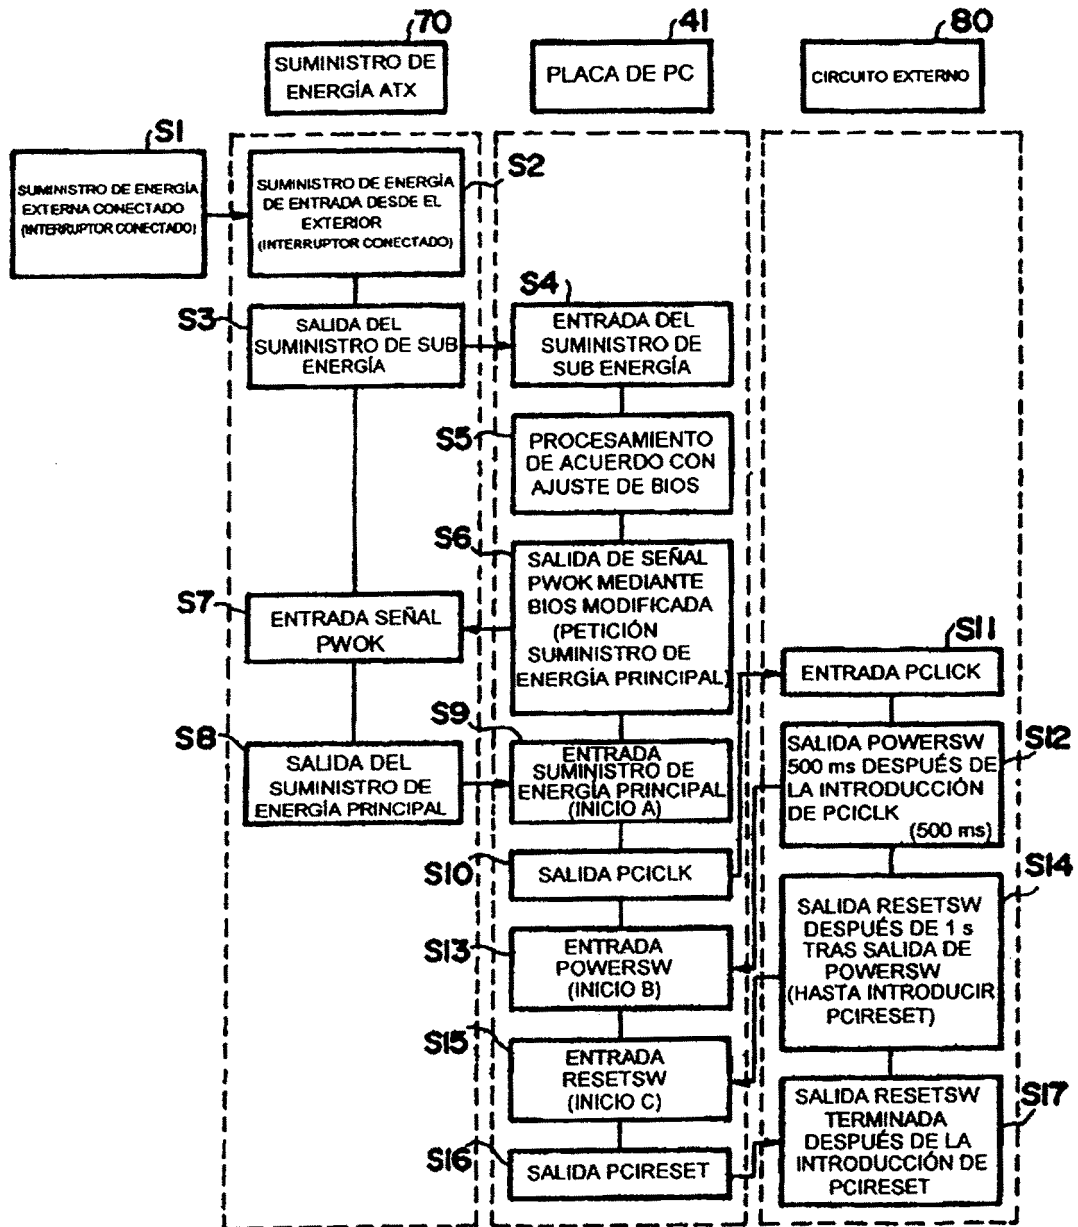 70
41
80
SUMINISTRO DE
ENERGÍA ATX
PLACA DE PC
CIRCUITO EXTERNO
S1
SUMINISTRO DE ENERGÍA
EXTERNA CONECTADO
(INTERRUPTOR CONECTADO)
S2
SUMINISTRO DE ENERGÍA
DE ENTRADA DESDE EL
EXTERIOR
(INTERRUPTOR CONECTADO)
S3
SALIDA DEL
SUMINISTRO DE SUB
ENERGÍA
S4
ENTRADA DEL
SUMINISTRO DE
SUB ENERGÍA
S5
PROCESAMIENTO
DE ACUERDO CON
AJUSTE DE BIOS
S6
SALIDA DE SEÑAL
PWOK MEDIANTE
BIOS MODIFICADA
(PETICIÓN
SUMINISTRO DE
ENERGÍA PRINCIPAL)
S7
ENTRADA SEÑAL
PWOK
S8
SALIDA DEL
SUMINISTRO DE
ENERGÍA PRINCIPAL
S9
ENTRADA
SUMINISTRO DE
ENERGÍA PRINCIPAL
(INICIO A)
S10
SALIDA PCICLK
S11
ENTRADA PCLICK
S12
SALIDA POWERSW
500 ms DESPUÉS DE
LA INTRODUCCIÓN
DE PCICLK
(500 ms)
S13
ENTRADA
POWERSW
(INICIO B)
S14
SALIDA RESETSW
DESPUÉS DE 1 s
TRAS SALIDA DE
POWERSW
(HASTA INTRODUCIR
PCIRESET)
S15
ENTRADA
RESETSW
(INICIO C)
S16
SALIDA PCIRESET
S17
SALIDA RESETSW
TERMINADA
DESPUÉS DE LA
INTRODUCCIÓN DE
PCIRESET